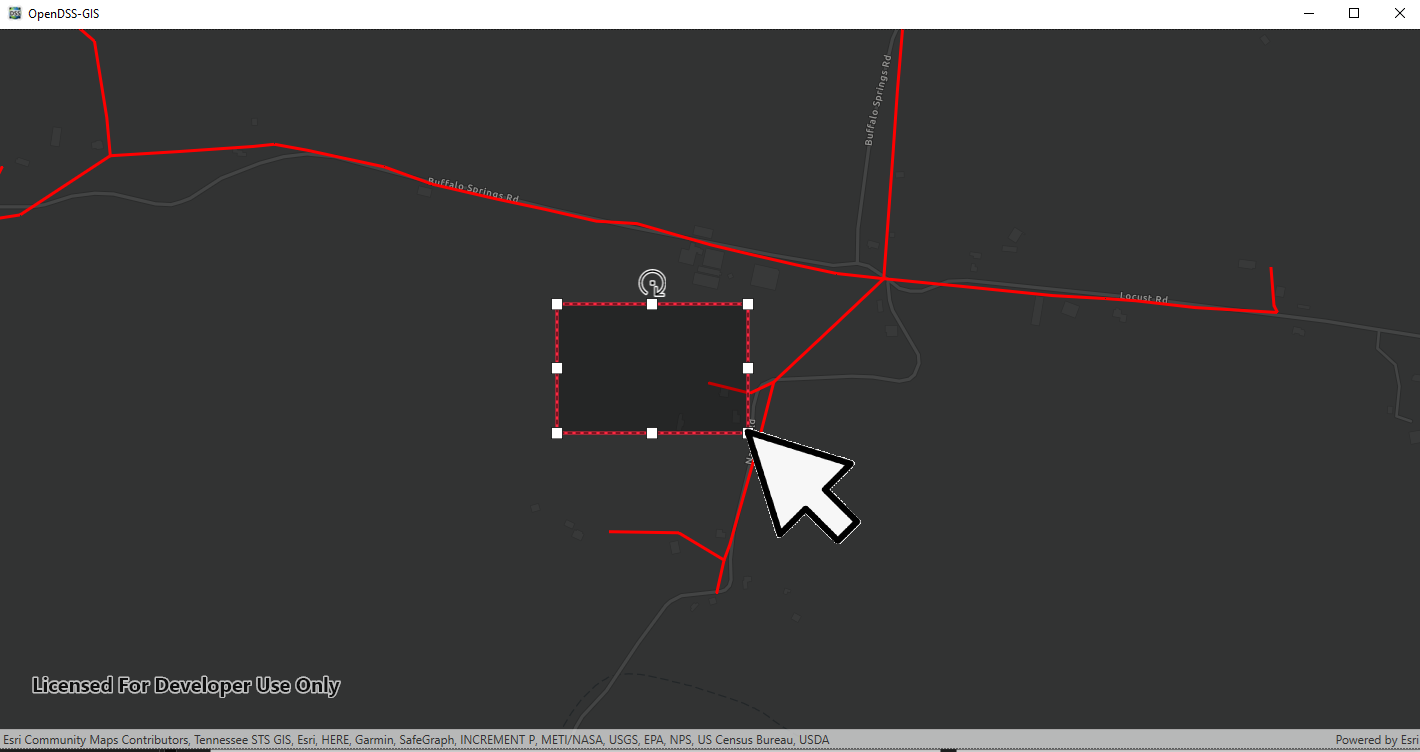 OpenDSS-GIS
Buffalo Springs Rd
Buffalo Springs Rd
Locust Rd
Licensed For Developer Use Only
Esri Community Maps Contributors, Tennessee STS GIS, Esri, HERE, Garmin, SafeGraph, INCREMENT P, METI/NASA, USGS, EPA, NPS, US Census Bureau, USDA
Powered by Esri